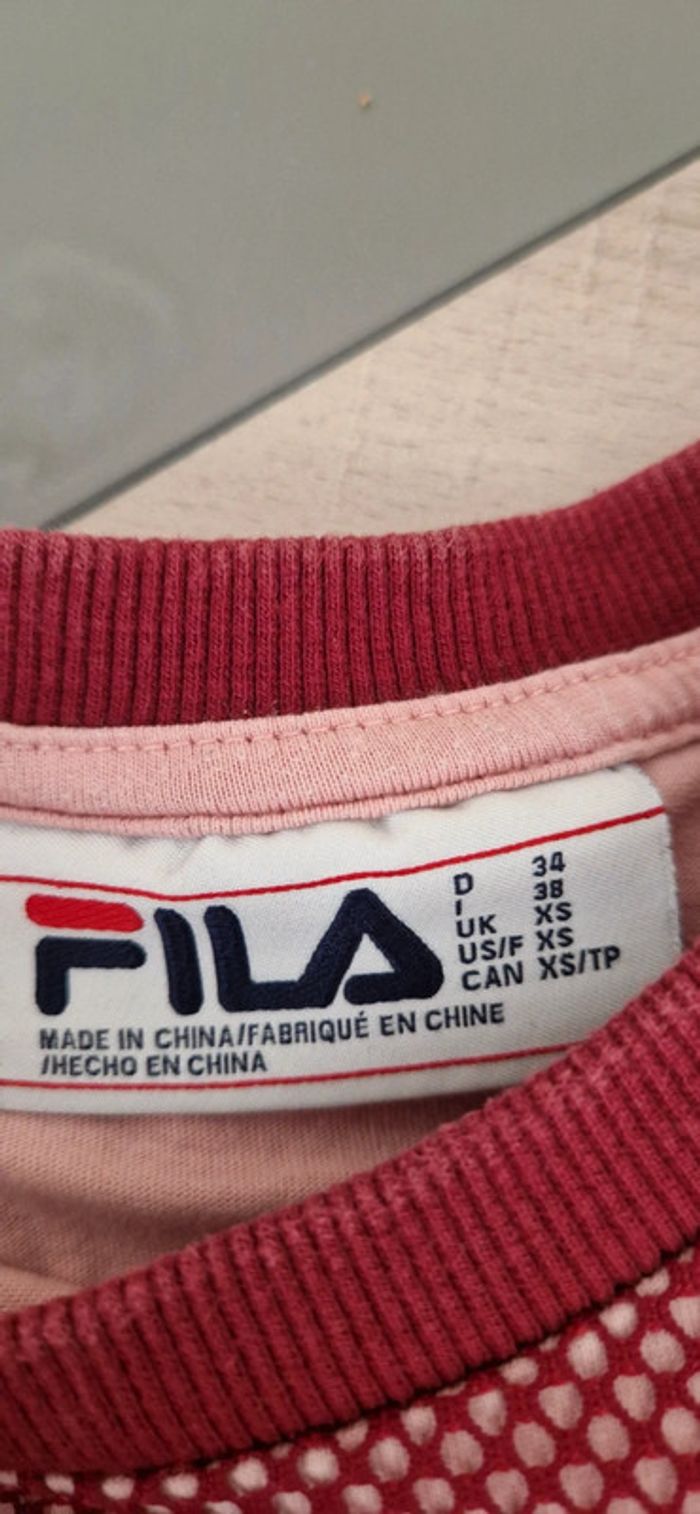 FILA
D 34
I 38
UK XS
US/F XS
CAN XS/TP
MADE IN CHINA/FABRIQUÉ EN CHINE
/HECHO EN CHINA